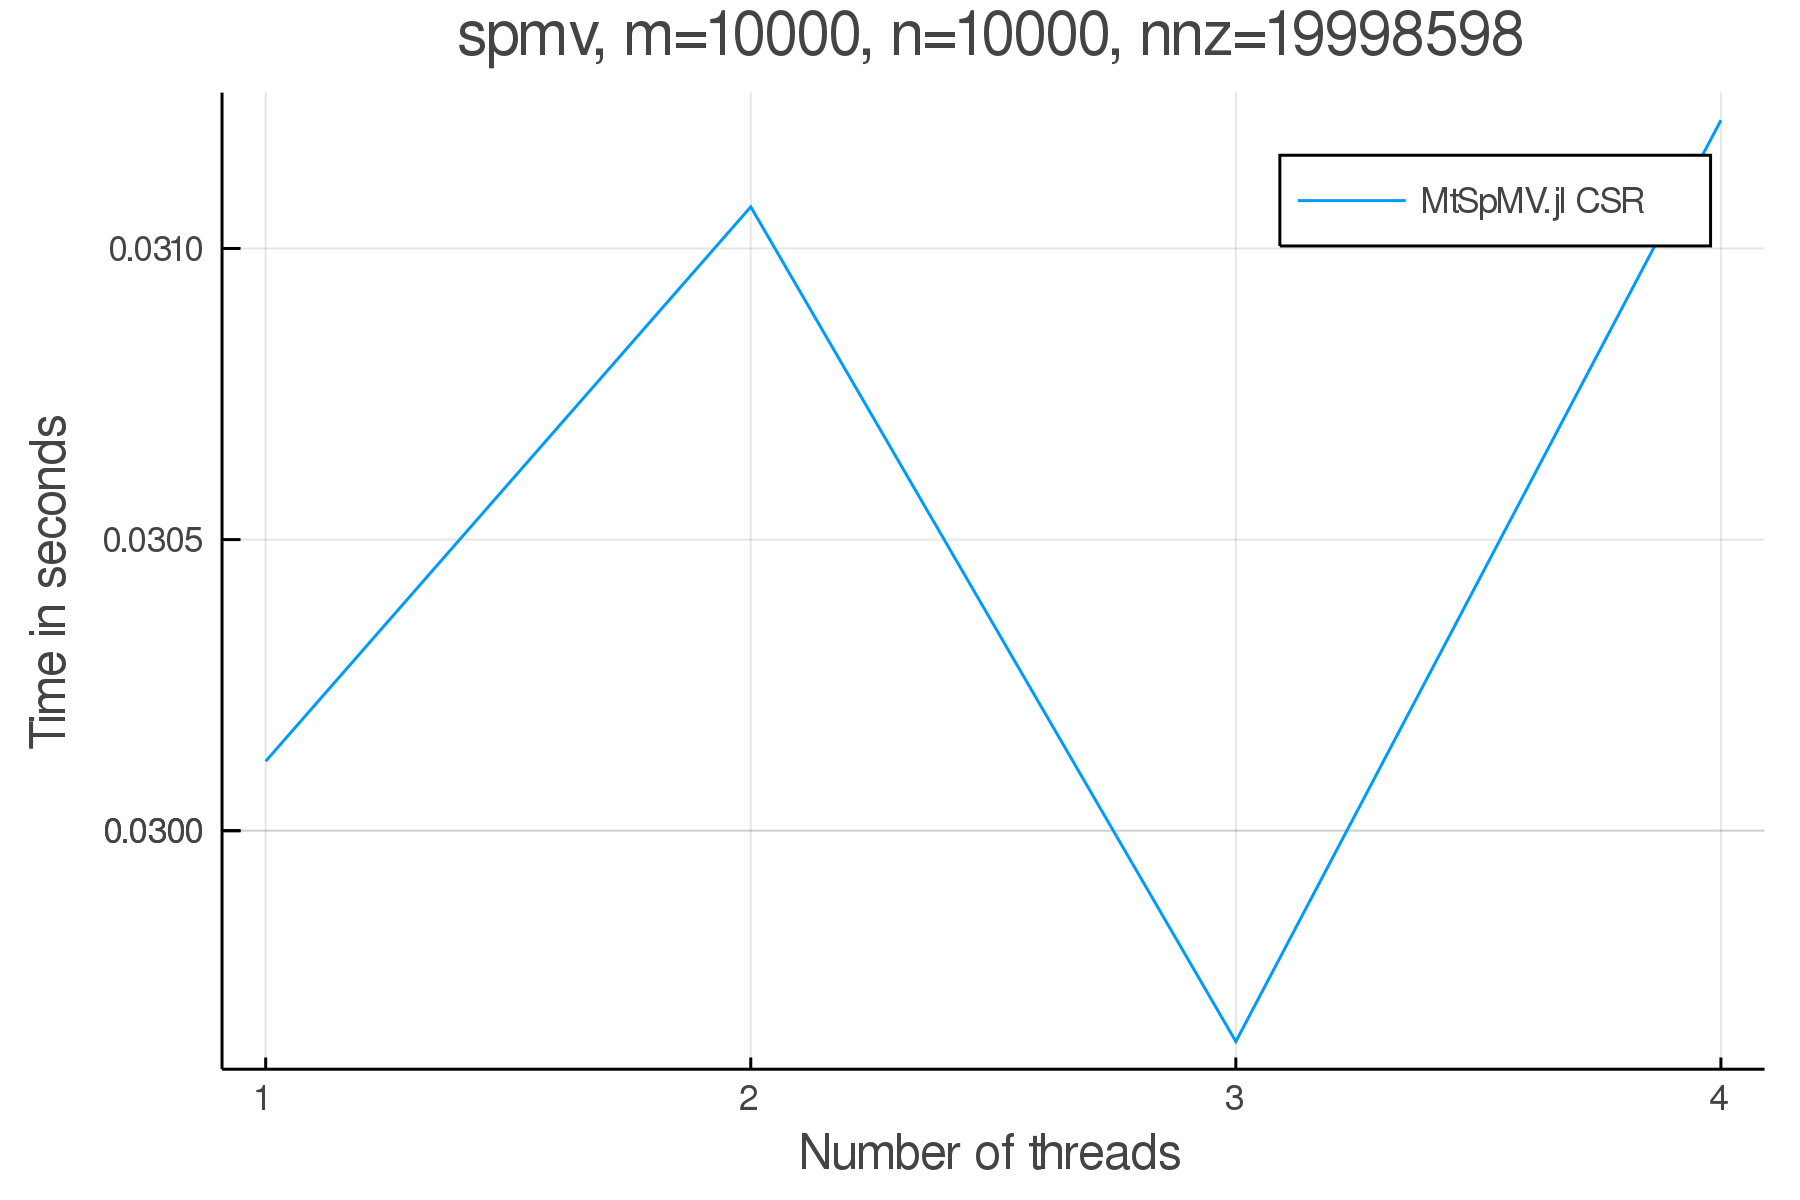 spmv, m=10000, n=10000, nnz=19998598
MtSpMV.jl CSR
0.0310
0.0305
0.0300
Time in seconds
1 2 3 4
Number of threads